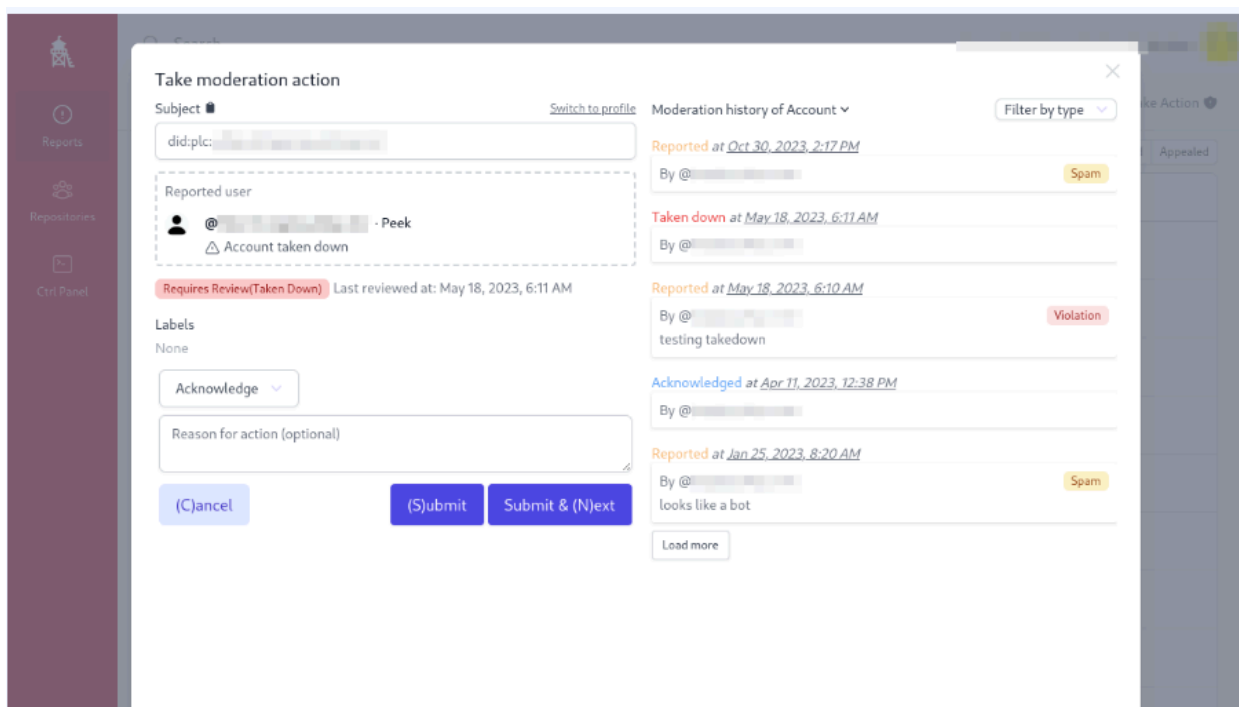 Search
Take moderation action
Subject
Switch to profile
did:plc:
Reported user
@ · Peek
Account taken down
Requires Review(Taken Down) Last reviewed at: May 18, 2023, 6:11 AM
Labels
None
Acknowledge
Reason for action (optional)
(C)ancel
(S)ubmit
Submit & (N)ext
Moderation history of Account
Filter by type
Reported at Oct 30, 2023, 2:17 PM
By @
Spam
Taken down at May 18, 2023, 6:11 AM
By @
Reported at May 18, 2023, 6:10 AM
By @
Violation
testing takedown
Acknowledged at Apr 11, 2023, 12:38 PM
By @
Reported at Jan 25, 2023, 8:20 AM
By @
Spam
looks like a bot
Load more
Reports
Repositories
Ctrl Panel
Action
Appealed